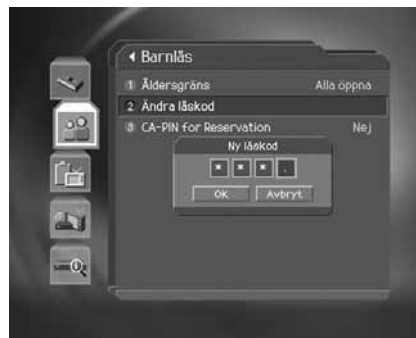 Barnlås
1 Åldersgräns Alla öppna
2 Ändra låskod
3 CA-PIN for Reservation Nej
Ny låskod
* * * .
OK Avbryt